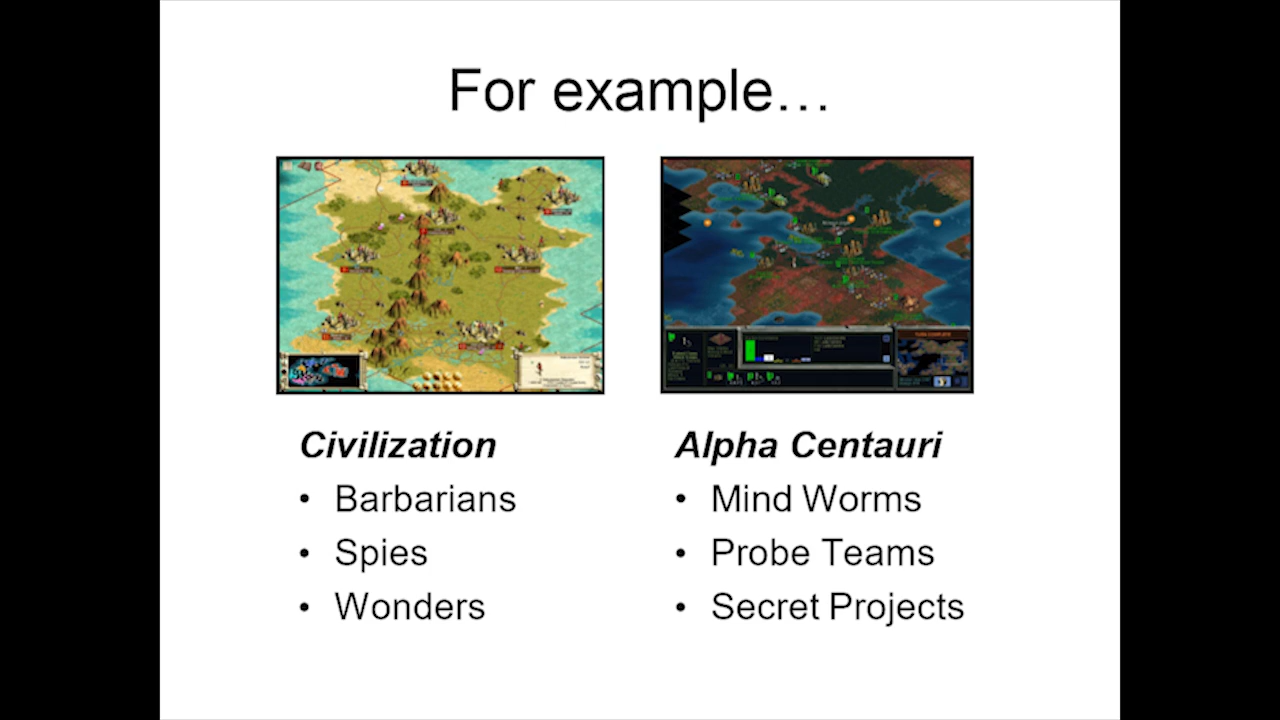 For example…
Civilization
• Barbarians
• Spies
• Wonders
Alpha Centauri
• Mind Worms
• Probe Teams
• Secret Projects